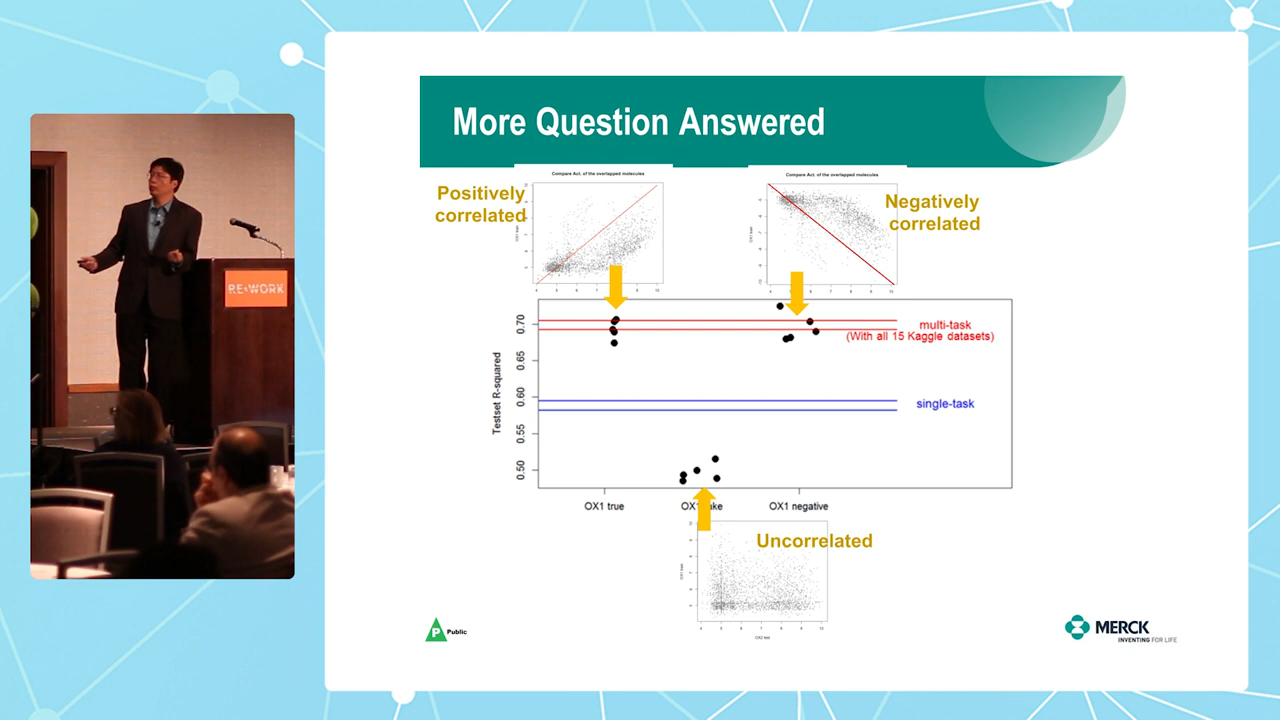 More Question Answered
Positively
correlated
Compare Act. of the overlapped molecules
Compare Act. of the overlapped molecules
Negatively
correlated
RE•WORK
multi-task
(With all 15 Kaggle datasets)
single-task
Testset R-squared
0.70
0.65
0.60
0.55
0.50
OX1 true
OX1
OX1 negative
Uncorrelated
P Public
MERCK
INVENTING FOR LIFE